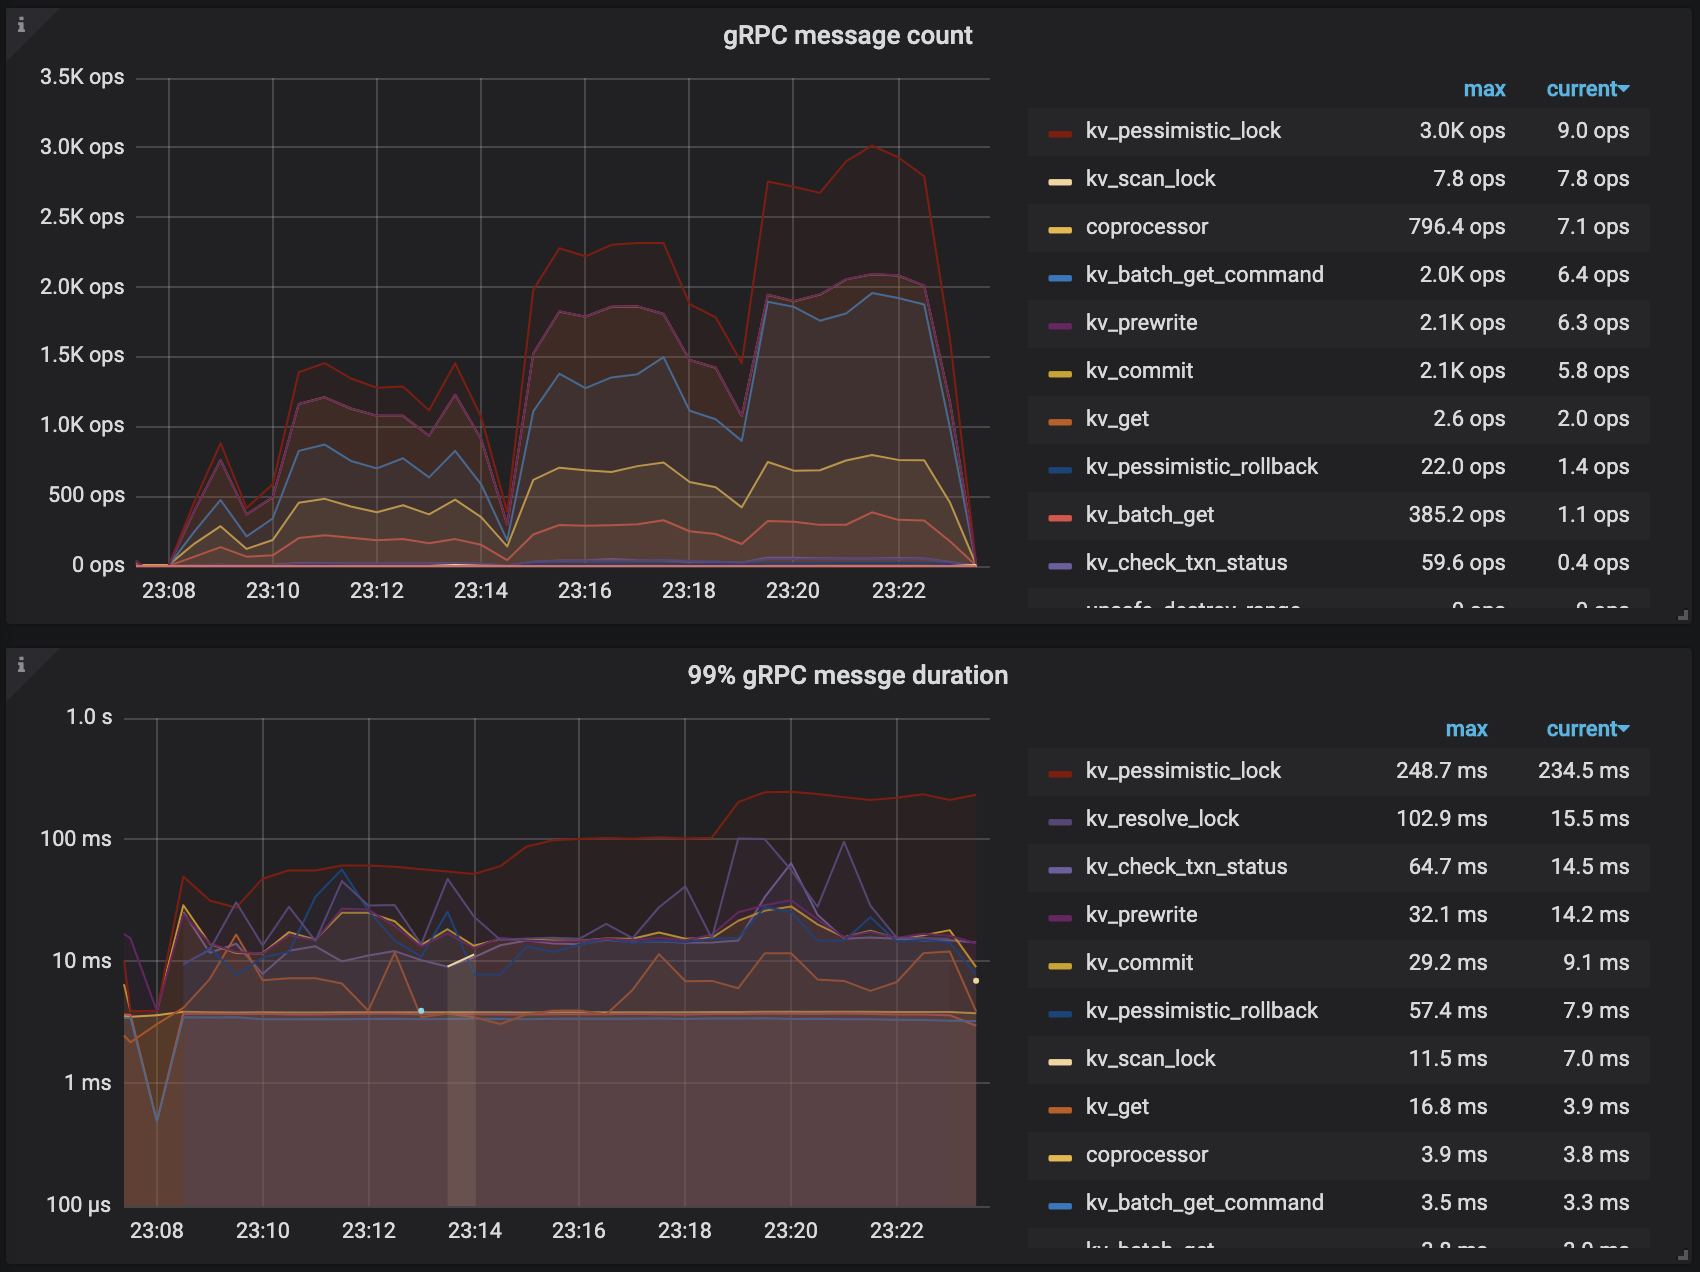 gRPC message count
3.5K ops
3.0K ops
2.5K ops
2.0K ops
1.5K ops
1.0K ops
500 ops
0 ops
23:08 23:10 23:12 23:14 23:16 23:18 23:20 23:22
max current
kv_pessimistic_lock 3.0K ops 9.0 ops
kv_scan_lock 7.8 ops 7.8 ops
coprocessor 796.4 ops 7.1 ops
kv_batch_get_command 2.0K ops 6.4 ops
kv_prewrite 2.1K ops 6.3 ops
kv_commit 2.1K ops 5.8 ops
kv_get 2.6 ops 2.0 ops
kv_pessimistic_rollback 22.0 ops 1.4 ops
kv_batch_get 385.2 ops 1.1 ops
kv_check_txn_status 59.6 ops 0.4 ops
unsafe_destroy_range 0 ops 0 ops
99% gRPC messge duration
1.0 s
100 ms
10 ms
1 ms
100 µs
23:08 23:10 23:12 23:14 23:16 23:18 23:20 23:22
max current
kv_pessimistic_lock 248.7 ms 234.5 ms
kv_resolve_lock 102.9 ms 15.5 ms
kv_check_txn_status 64.7 ms 14.5 ms
kv_prewrite 32.1 ms 14.2 ms
kv_commit 29.2 ms 9.1 ms
kv_pessimistic_rollback 57.4 ms 7.9 ms
kv_scan_lock 11.5 ms 7.0 ms
kv_get 16.8 ms 3.9 ms
coprocessor 3.9 ms 3.8 ms
kv_batch_get_command 3.5 ms 3.3 ms
kv_batch_get